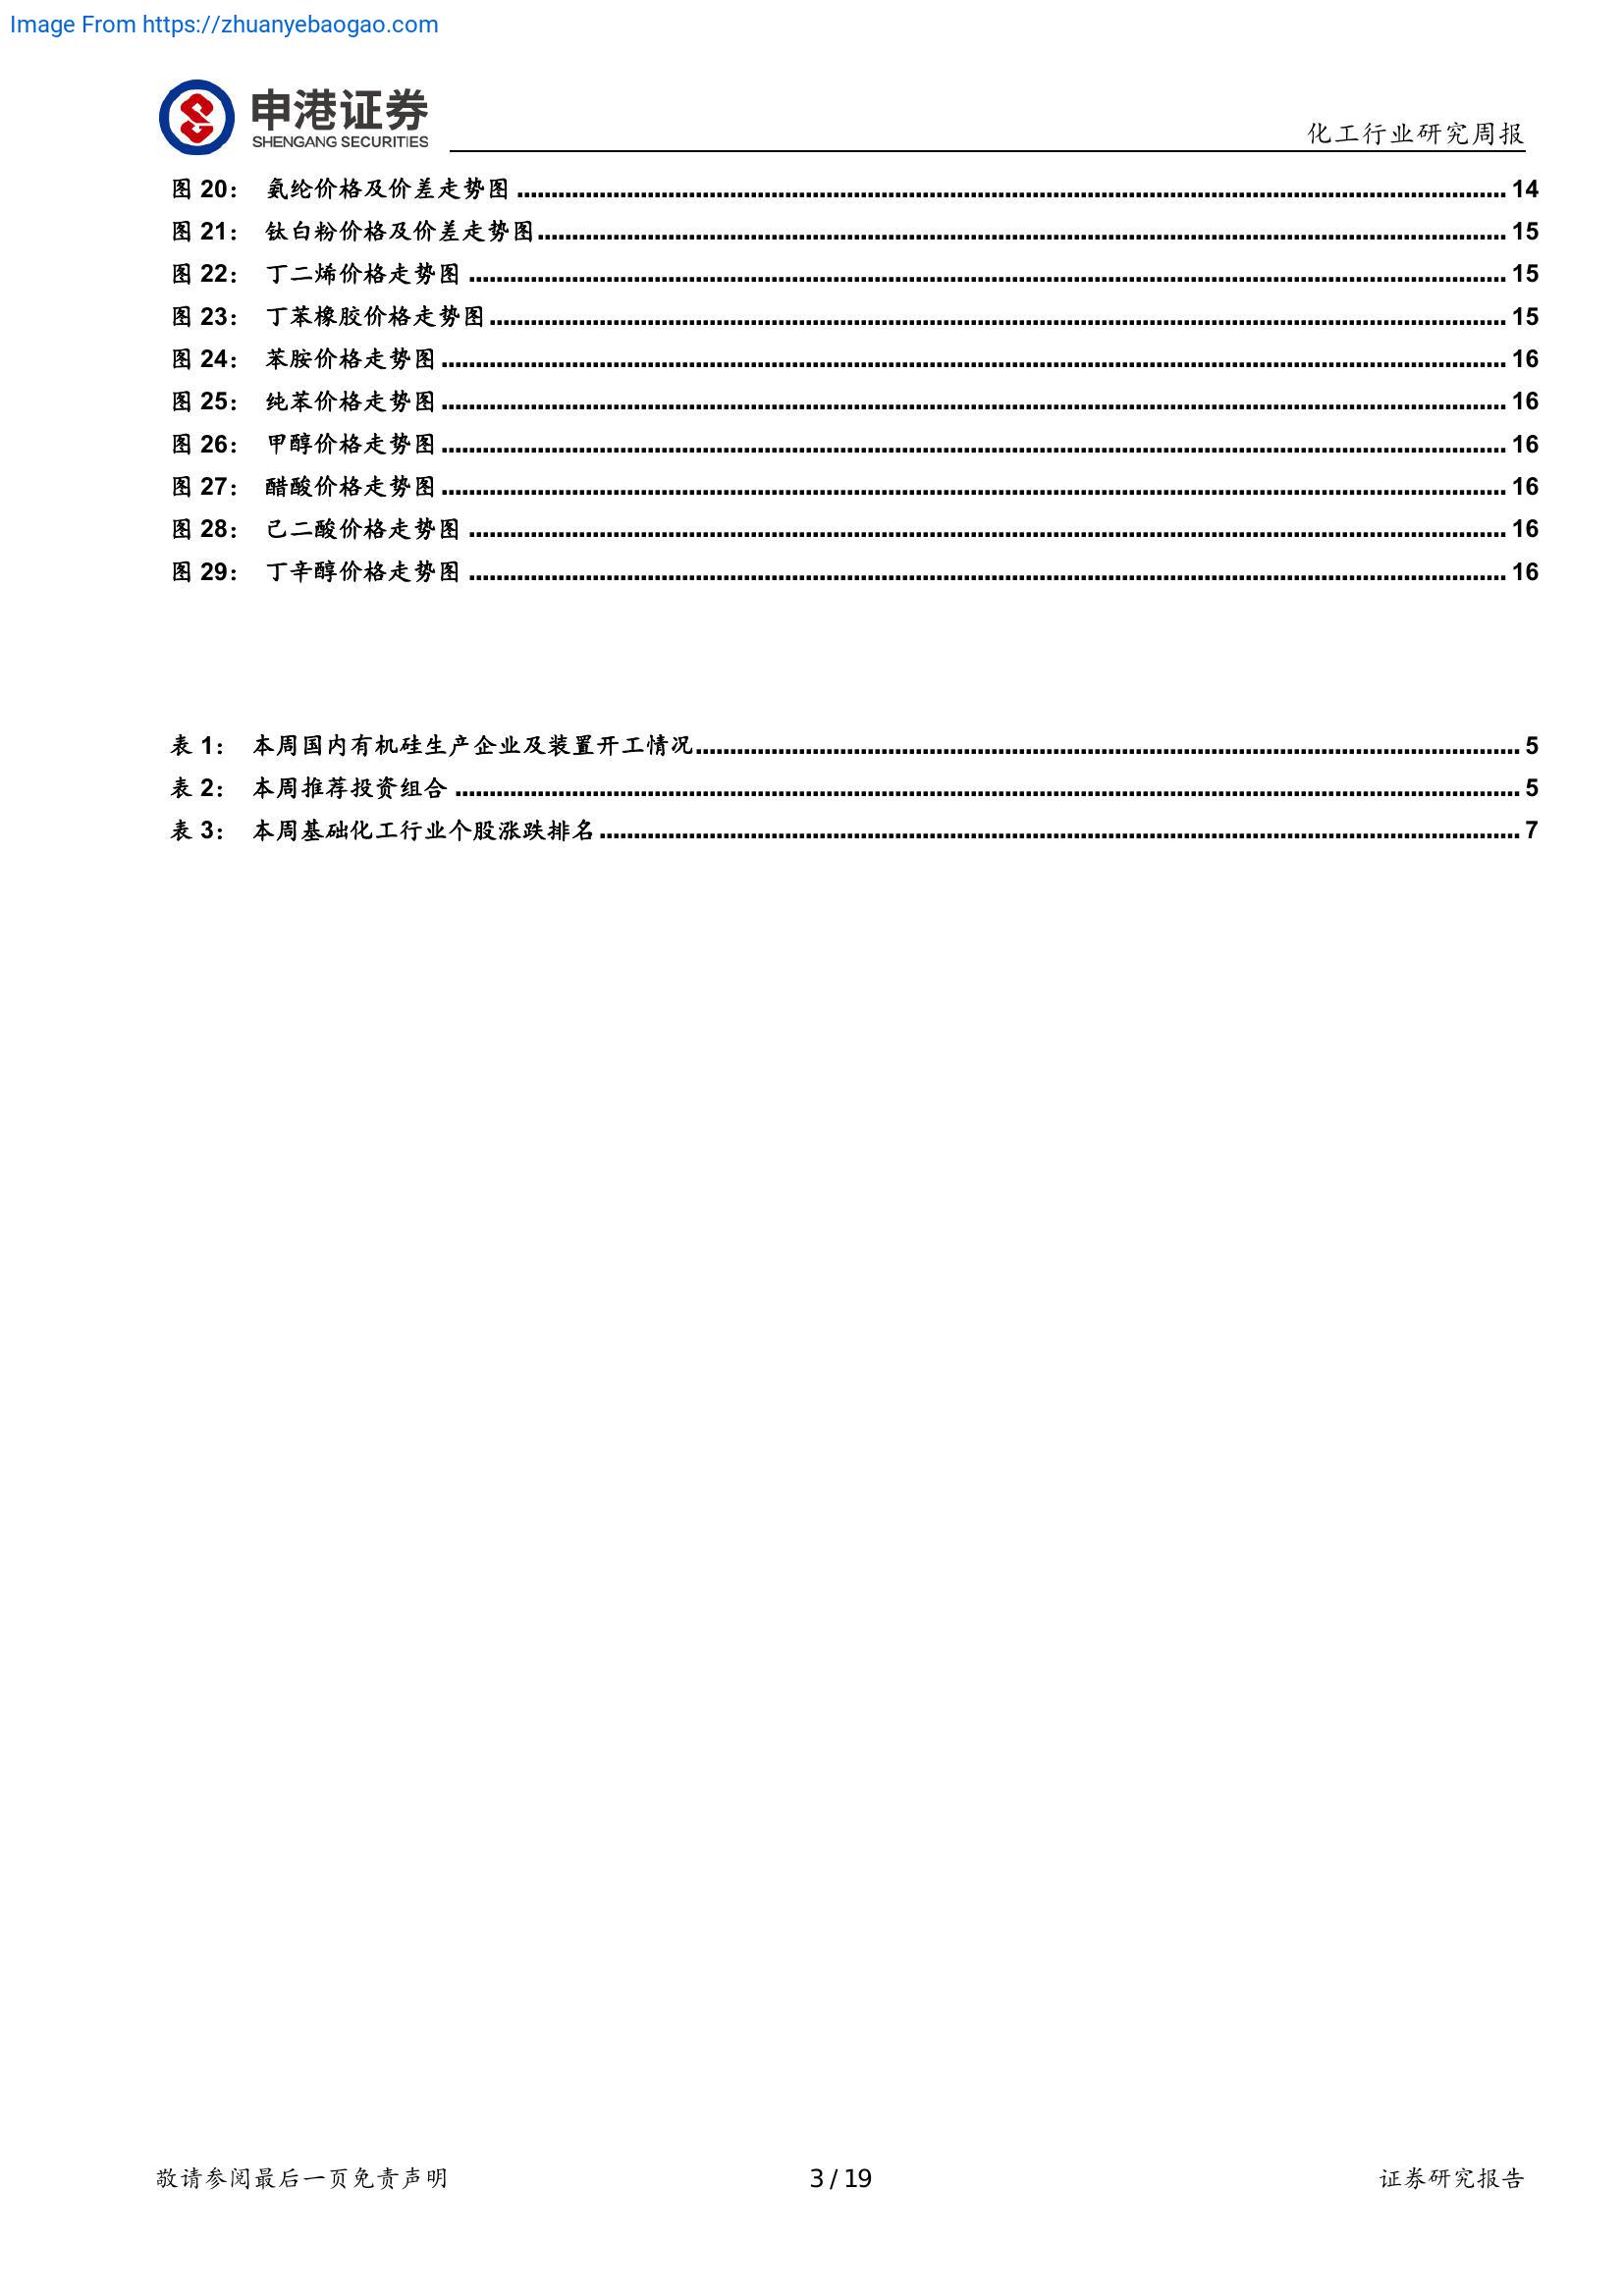 Image From https://zhuanyebaogao.com
申港证券
SHENGANG SECURITIES
化工行业研究周报
图 20： 氨纶价格及价差走势图 14
图 21： 钛白粉价格及价差走势图 15
图 22： 丁二烯价格走势图 15
图 23： 丁苯橡胶价格走势图 15
图 24： 苯胺价格走势图 16
图 25： 纯苯价格走势图 16
图 26： 甲醇价格走势图 16
图 27： 醋酸价格走势图 16
图 28： 己二酸价格走势图 16
图 29： 丁辛醇价格走势图 16
表 1： 本周国内有机硅生产企业及装置开工情况 5
表 2： 本周推荐投资组合 5
表 3： 本周基础化工行业个股涨跌排名 7
敬请参阅最后一页免责声明 3 / 19 证券研究报告